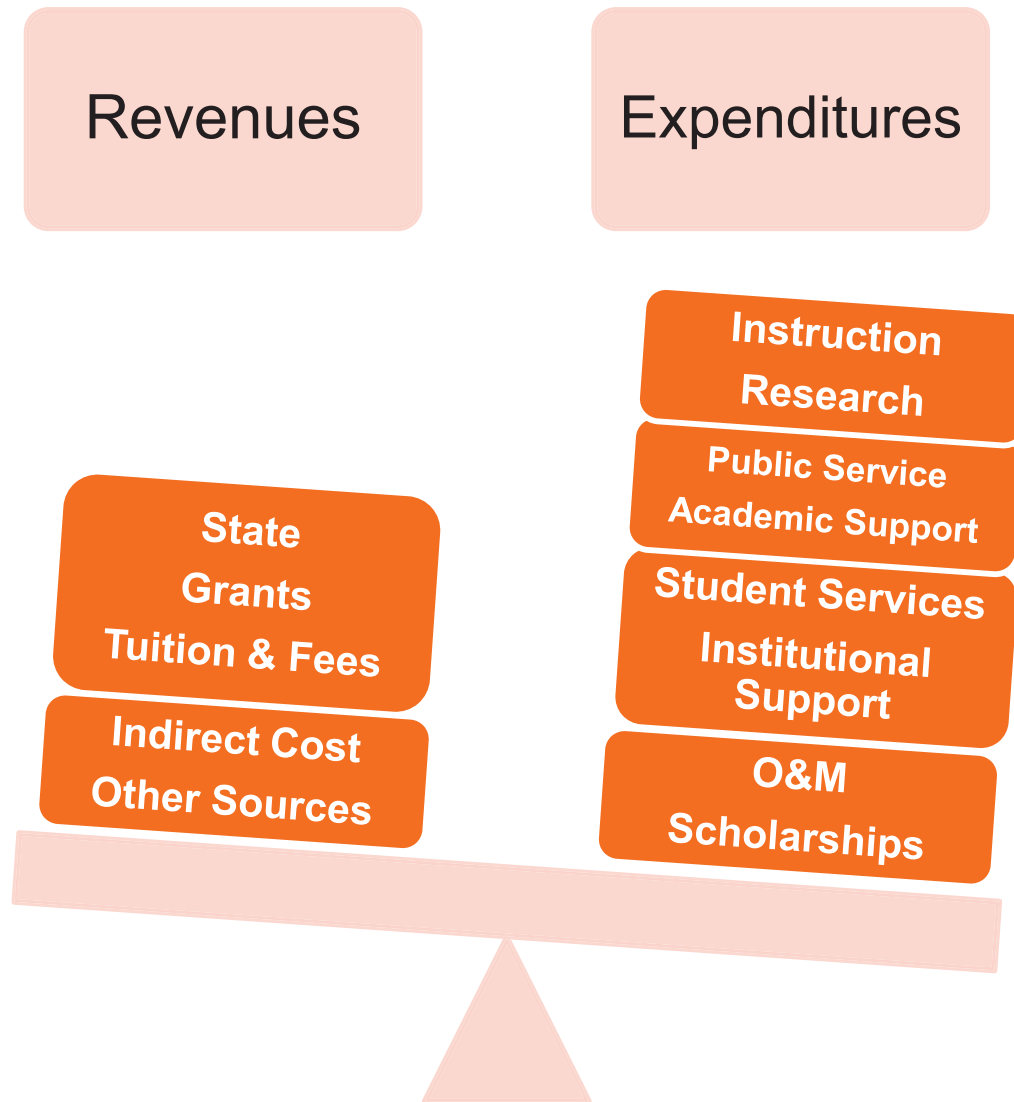 Revenues
Expenditures
State
Grants
Tuition & Fees
Indirect Cost
Other Sources
Instruction
Research
Public Service
Academic Support
Student Services
Institutional
Support
O&M
Scholarships